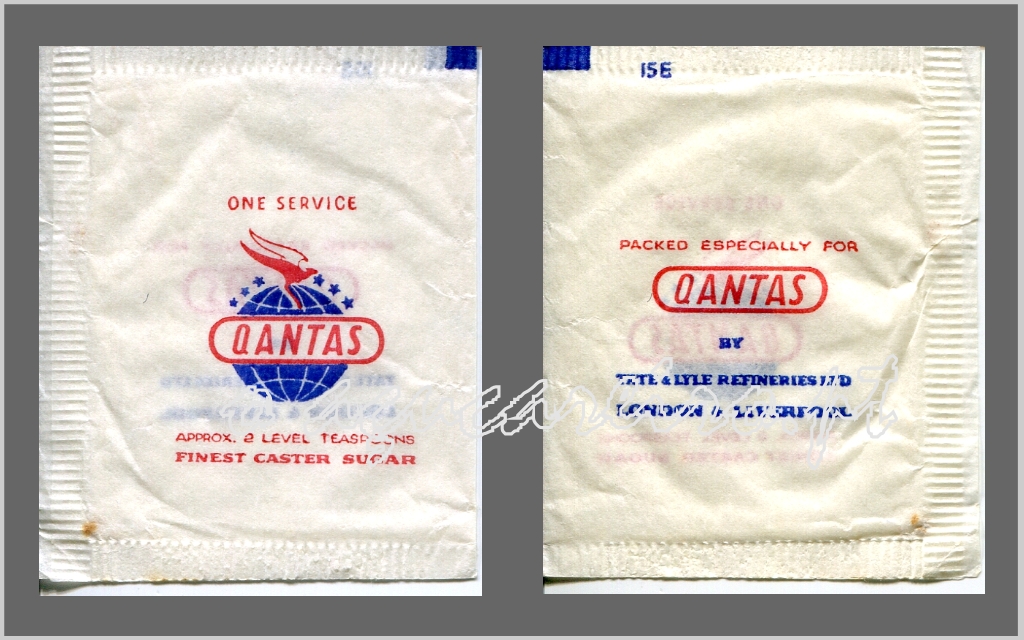 ONE SERVICE
QANTAS
APPROX. 2 LEVEL TEASPOONS
FINEST CASTER SUGAR
15E
PACKED ESPECIALLY FOR
QANTAS
BY
TATE & LYLE REFINERIES LTD
LONDON & LIVERPOOL